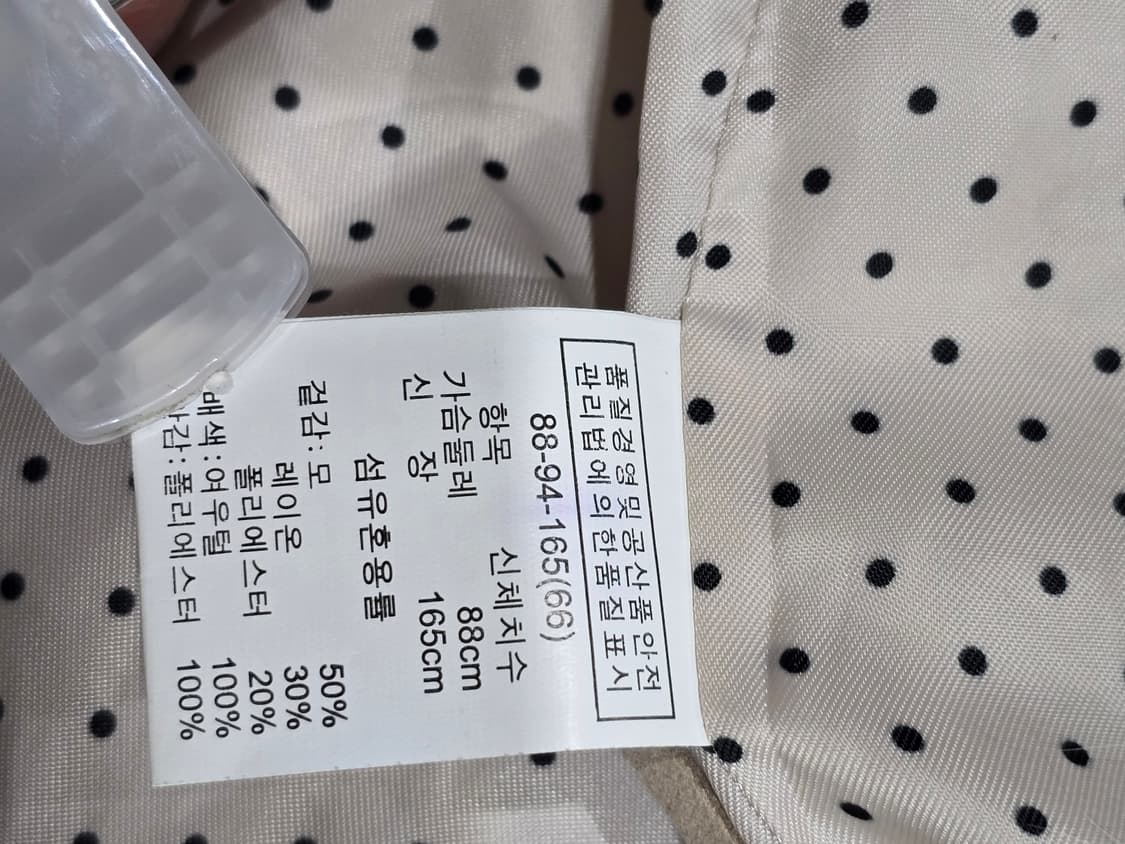 품질경영및공산품안전
관리법에의한품질표시
88-94-165(66)
항목 신체치수
가슴둘레 88cm
신 장 165cm
섬유혼용률
겉감: 모 50%
레이온 30%
폴리에스터 20%
배색: 여우털 100%
폴리에스터 100%